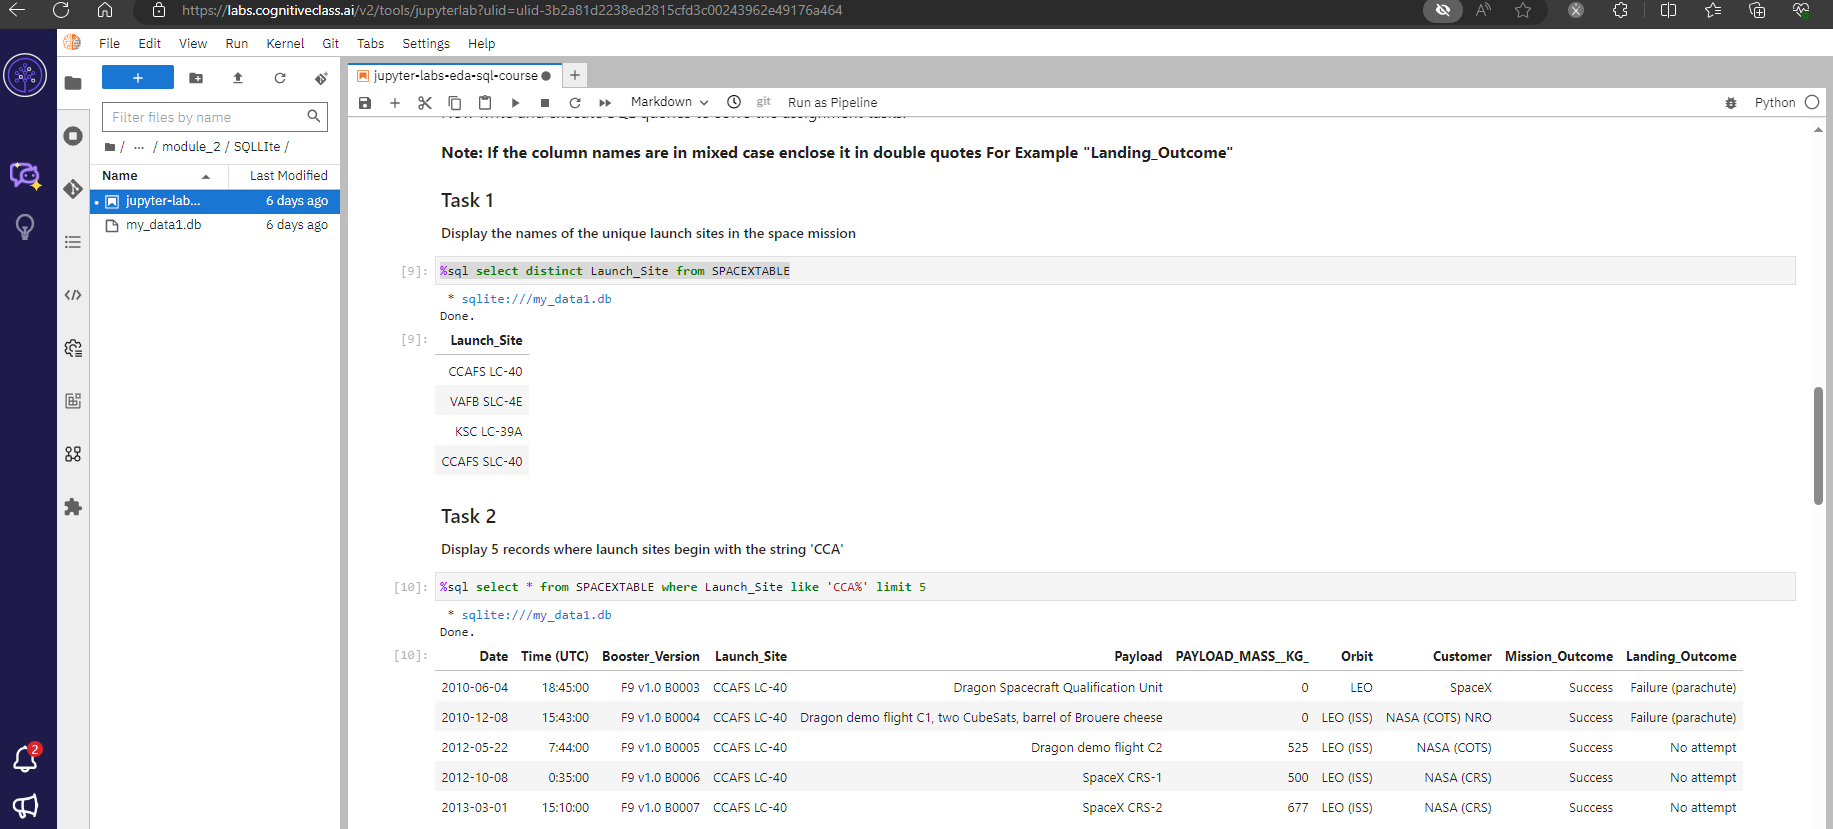 https://labs.cognitiveclass.ai/v2/tools/jupyterlab?ulid=ulid-3b2a81d2238ed2815cfd3c00243962e49176a464
File Edit View Run Kernel Git Tabs Settings Help
jupyter-labs-eda-sql-course
Markdown git Run as Pipeline Python
Filter files by name
/ ... / module_2 / SQLLIte /
Name Last Modified
jupyter-lab... 6 days ago
my_data1.db 6 days ago
Note: If the column names are in mixed case enclose it in double quotes For Example "Landing_Outcome"
Task 1
Display the names of the unique launch sites in the space mission
[9]: %sql select distinct Launch_Site from SPACEXTABLE
* sqlite:///my_data1.db
Done.
[9]: Launch_Site
CCAFS LC-40
VAFB SLC-4E
KSC LC-39A
CCAFS SLC-40
Task 2
Display 5 records where launch sites begin with the string 'CCA'
[10]: %sql select * from SPACEXTABLE where Launch_Site like 'CCA%' limit 5
* sqlite:///my_data1.db
Done.
[10]: Date Time (UTC) Booster_Version Launch_Site Payload PAYLOAD_MASS__KG_ Orbit Customer Mission_Outcome Landing_Outcome
2010-06-04 18:45:00 F9 v1.0 B0003 CCAFS LC-40 Dragon Spacecraft Qualification Unit 0 LEO SpaceX Success Failure (parachute)
2010-12-08 15:43:00 F9 v1.0 B0004 CCAFS LC-40 Dragon demo flight C1, two CubeSats, barrel of Brouere cheese 0 LEO (ISS) NASA (COTS) NRO Success Failure (parachute)
2012-05-22 7:44:00 F9 v1.0 B0005 CCAFS LC-40 Dragon demo flight C2 525 LEO (ISS) NASA (COTS) Success No attempt
2012-10-08 0:35:00 F9 v1.0 B0006 CCAFS LC-40 SpaceX CRS-1 500 LEO (ISS) NASA (CRS) Success No attempt
2013-03-01 15:10:00 F9 v1.0 B0007 CCAFS LC-40 SpaceX CRS-2 677 LEO (ISS) NASA (CRS) Success No attempt
2